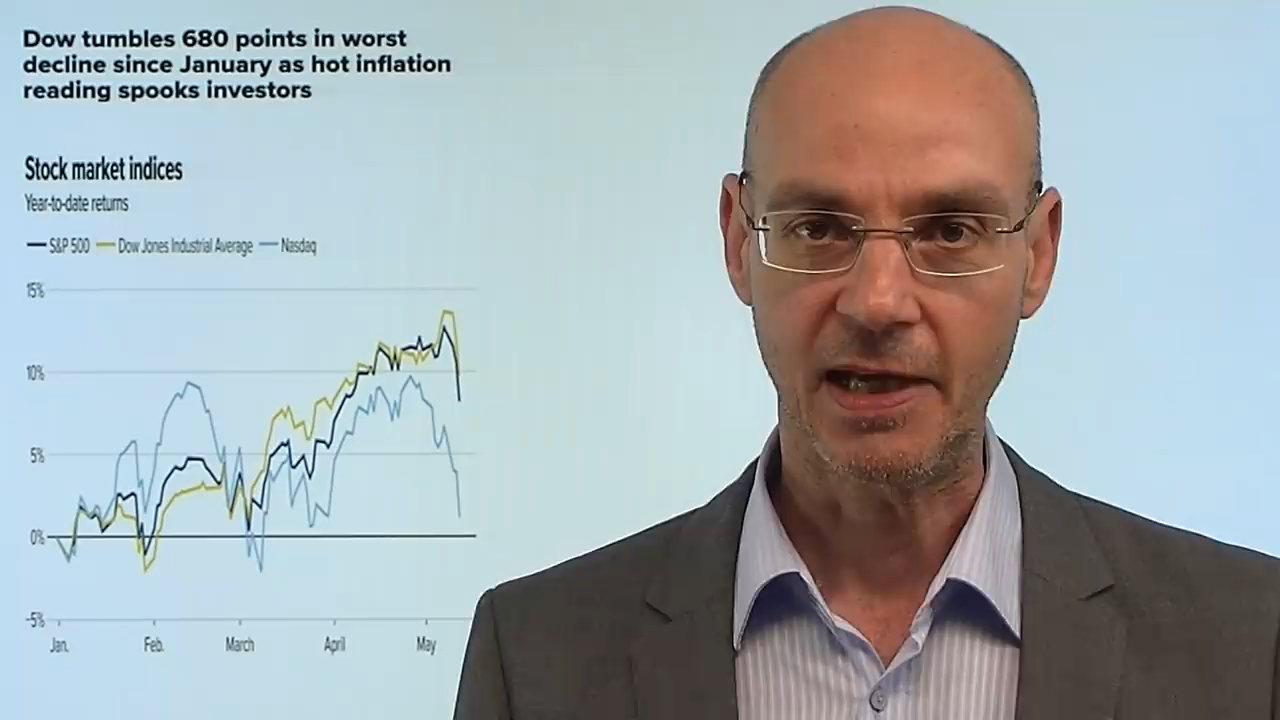 Dow tumbles 680 points in worst
decline since January as hot inflation
reading spooks investors
Stock market indices
Year-to-date returns
S&P 500 Dow Jones Industrial Average Nasdaq
15%
10%
5%
0%
-5%
Jan. Feb. March April May